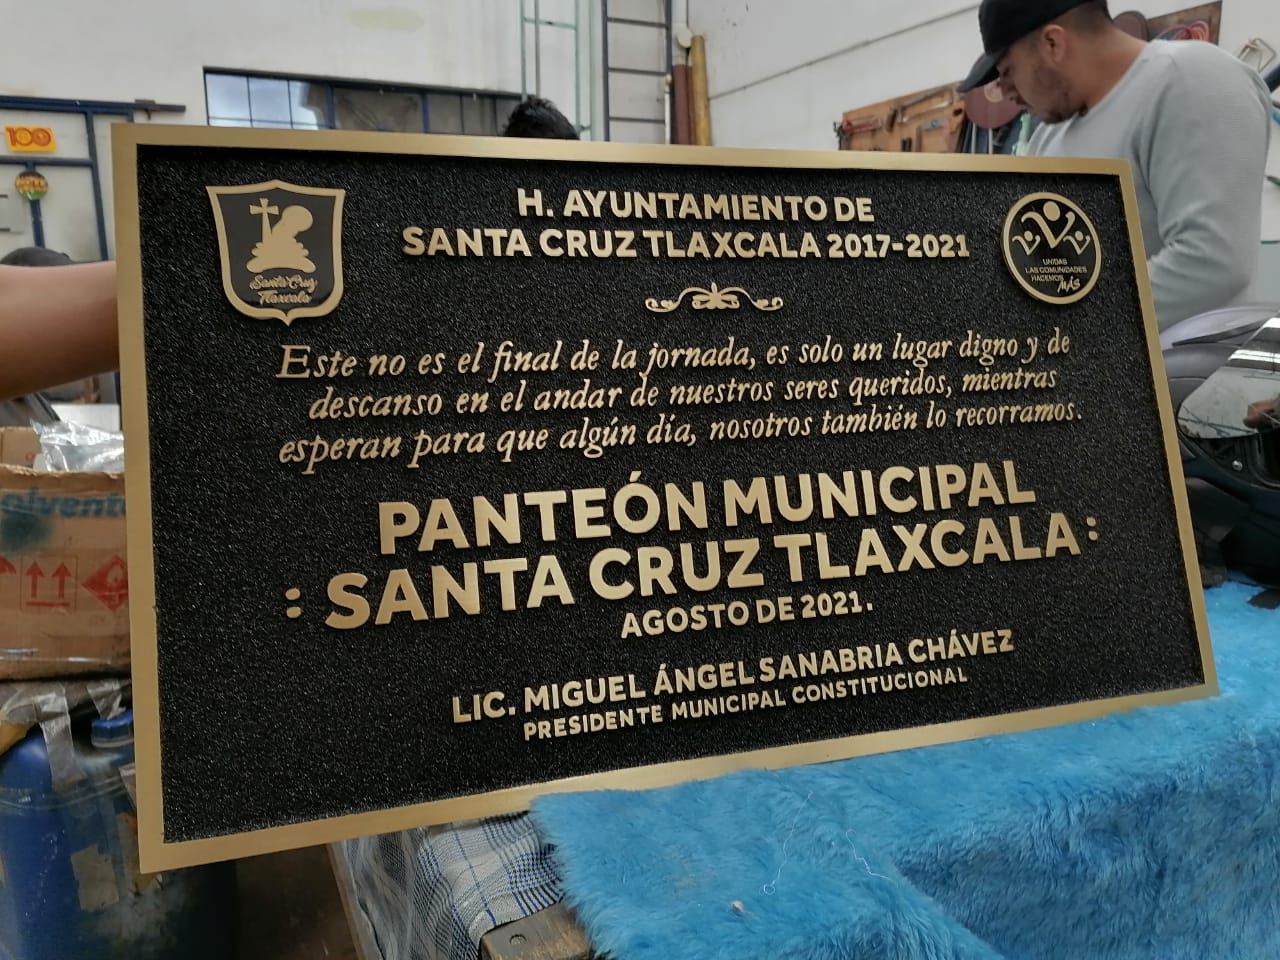 H. AYUNTAMIENTO DE
SANTA CRUZ TLAXCALA 2017-2021
Santa Cruz
Tlaxcala
UNIDAS
LAS COMUNIDADES
HACEMOS
MÁS
Este no es el final de la jornada, es solo un lugar digno y de
descanso en el andar de nuestros seres queridos, mientras
esperan para que algún día, nosotros también lo recorramos.
PANTEÓN MUNICIPAL
: SANTA CRUZ TLAXCALA :
AGOSTO DE 2021.
LIC. MIGUEL ÁNGEL SANABRIA CHÁVEZ
PRESIDENTE MUNICIPAL CONSTITUCIONAL
100